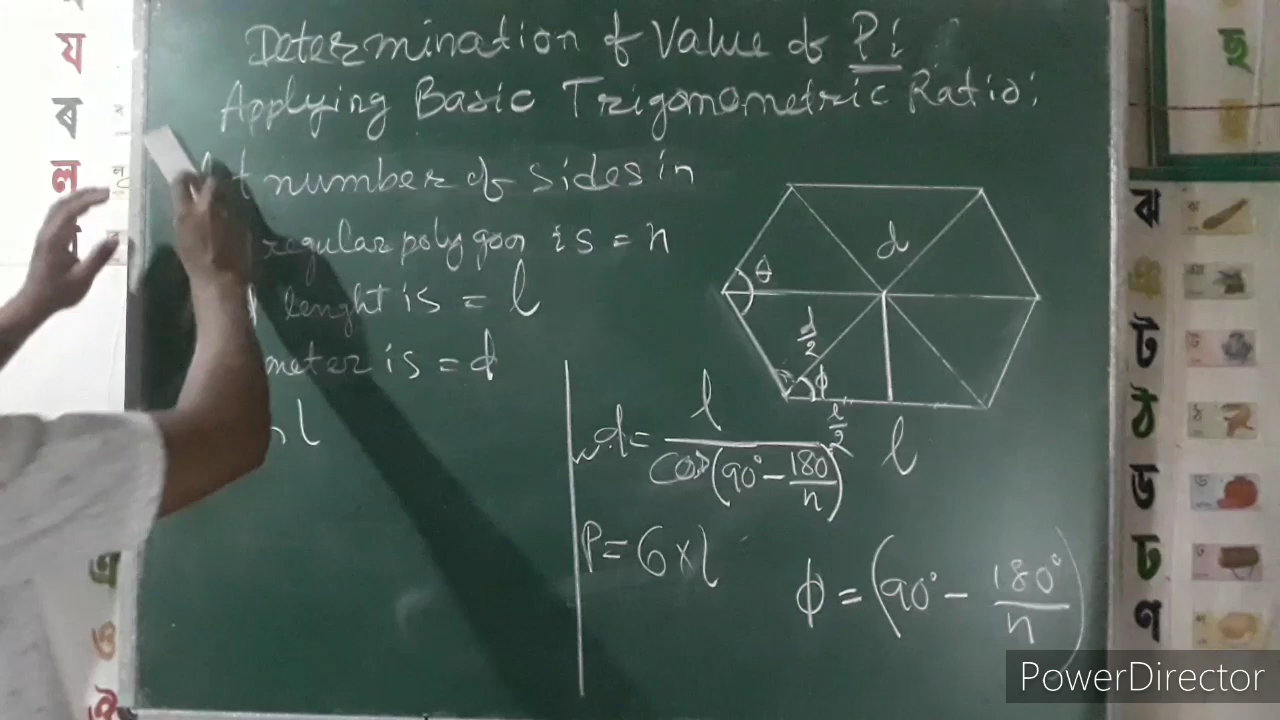 Determination of Value of Pi
Applying Basic Trigonometric Ratio:
number of sides in
regular polygon is = n
lenght is = l
meter is = d
l
θ
d
d/2
ϕ
l/2
l
d = l / cos(90° - 180/n)
P = 6 × l
ϕ = (90° - 180°/n)
য
ৰ
ল
ও
ঐ
ছ
ঝ
ঞ
ট
ঠ
ড
ঢ
ণ
PowerDirector